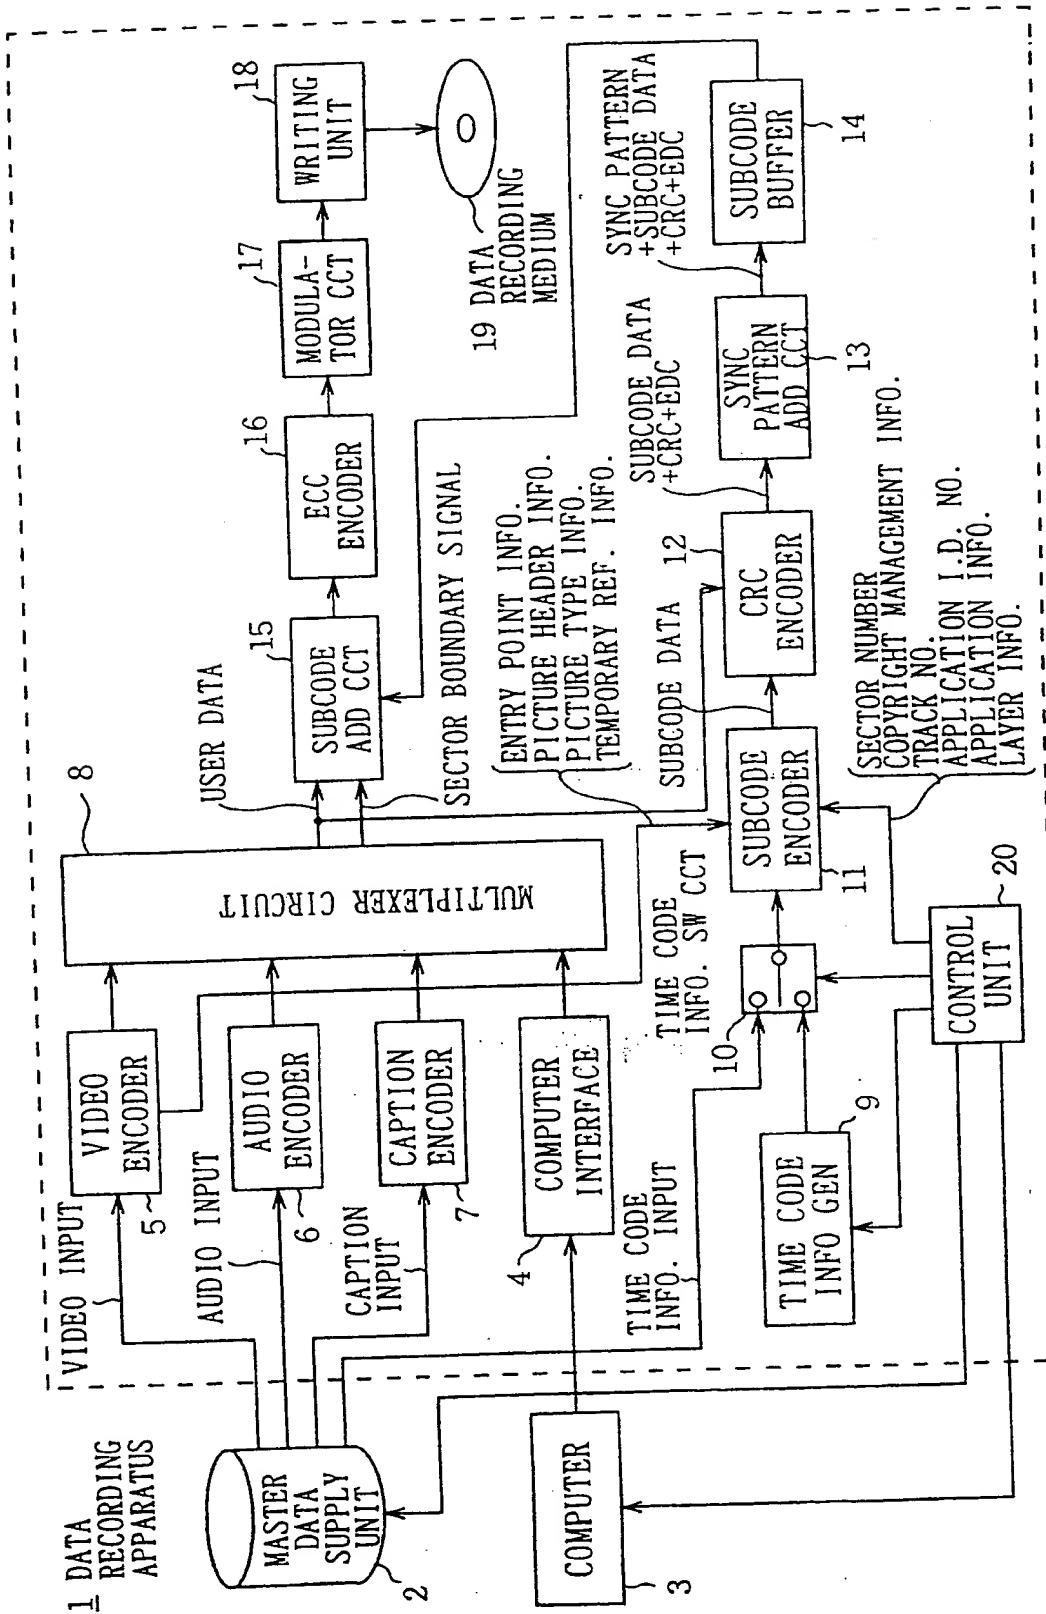 1 DATA
RECORDING
APPARATUS
MASTER
DATA
SUPPLY
UNIT
2
COMPUTER
3
VIDEO INPUT
AUDIO INPUT
CAPTION
INPUT
TIME CODE
INFO. INPUT
VIDEO
ENCODER
5
AUDIO
ENCODER
6
CAPTION
ENCODER
7
COMPUTER
INTERFACE
4
TIME CODE
INFO GEN
9
TIME CODE
INFO. SW CCT
10
CONTROL
UNIT
20
MULTIPLEXER CIRCUIT
8
USER DATA
SUBCODE
ADD CCT
15
SECTOR BOUNDARY SIGNAL
ENTRY POINT INFO.
PICTURE HEADER INFO.
PICTURE TYPE INFO.
TEMPORARY REF. INFO.
SUBCODE
ENCODER
11
SUBCODE DATA
SECTOR NUMBER
COPYRIGHT MANAGEMENT INFO.
TRACK NO.
APPLICATION I.D. NO.
APPLICATION INFO.
LAYER INFO.
ECC
ENCODER
16
CRC
ENCODER
12
SUBCODE DATA
+CRC+EDC
MODULA-
TOR CCT
17
SYNC
PATTERN
ADD CCT
13
SYNC PATTERN
+SUBCODE DATA
+CRC+EDC
WRITING
UNIT
18
19 DATA
RECORDING
MEDIUM
SUBCODE
BUFFER
14